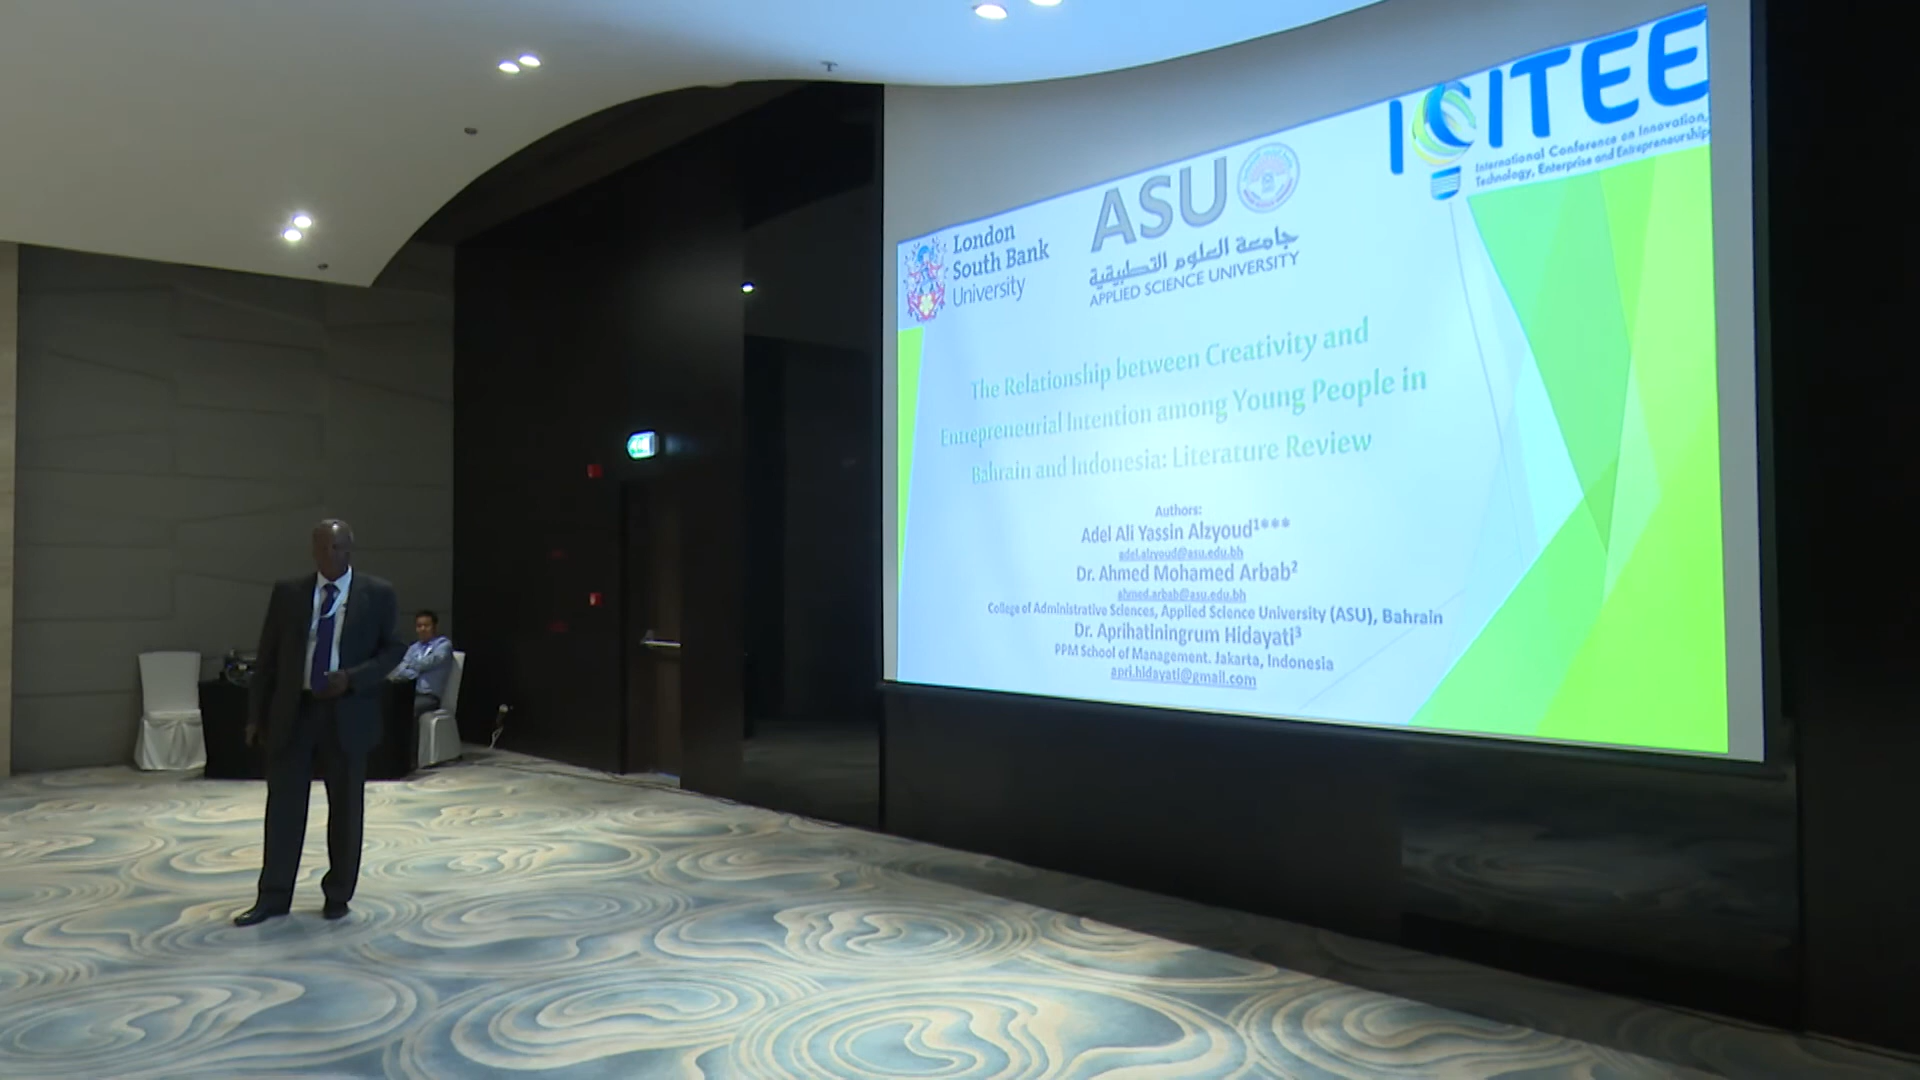 ICITEE
International Conference on Innovation,
Technology, Enterprise and Entrepreneurship
London
South Bank
University
ASU
جامعة العلوم التطبيقية
APPLIED SCIENCE UNIVERSITY
The Relationship between Creativity and
Entrepreneurial Intention among Young People in
Bahrain and Indonesia: Literature Review
Authors:
Adel Ali Yassin Alzyoud¹***
adel.alzyoud@asu.edu.bh
Dr. Ahmed Mohamed Arbab²
ahmed.arbab@asu.edu.bh
College of Administrative Sciences, Applied Science University (ASU), Bahrain
Dr. Aprihatiningrum Hidayati³
PPM School of Management. Jakarta, Indonesia
apri.hidayati@gmail.com